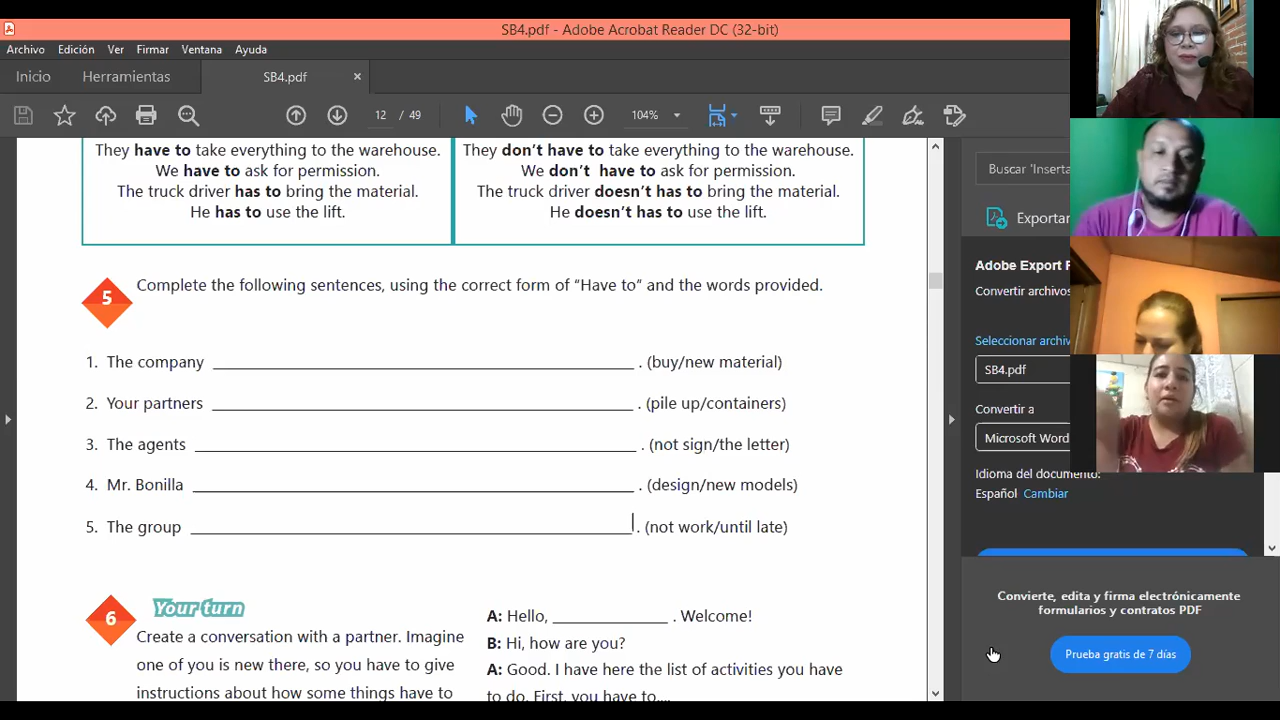 SB4.pdf - Adobe Acrobat Reader DC (32-bit)
Archivo Edición Ver Firmar Ventana Ayuda
Inicio Herramientas SB4.pdf ×
12 / 49 104%
They have to take everything to the warehouse.
We have to ask for permission.
The truck driver has to bring the material.
He has to use the lift.
They don't have to take everything to the warehouse.
We don't have to ask for permission.
The truck driver doesn't has to bring the material.
He doesn't has to use the lift.
5 Complete the following sentences, using the correct form of “Have to” and the words provided.
1. The company ______________________________ . (buy/new material)
2. Your partners ______________________________ . (pile up/containers)
3. The agents ______________________________ . (not sign/the letter)
4. Mr. Bonilla ______________________________ . (design/new models)
5. The group ______________________________ . (not work/until late)
6 Your turn
Create a conversation with a partner. Imagine
one of you is new there, so you have to give
instructions about how some things have to
A: Hello, ____________ . Welcome!
B: Hi, how are you?
A: Good. I have here the list of activities you have
to do. First, you have to...
Buscar 'Inserta
Exportar
Adobe Export
Convertir archivos
Seleccionar archiv
SB4.pdf
Convertir a
Microsoft Word
Idioma del documento:
Español Cambiar
Convierte, edita y firma electrónicamente
formularios y contratos PDF
Prueba gratis de 7 días